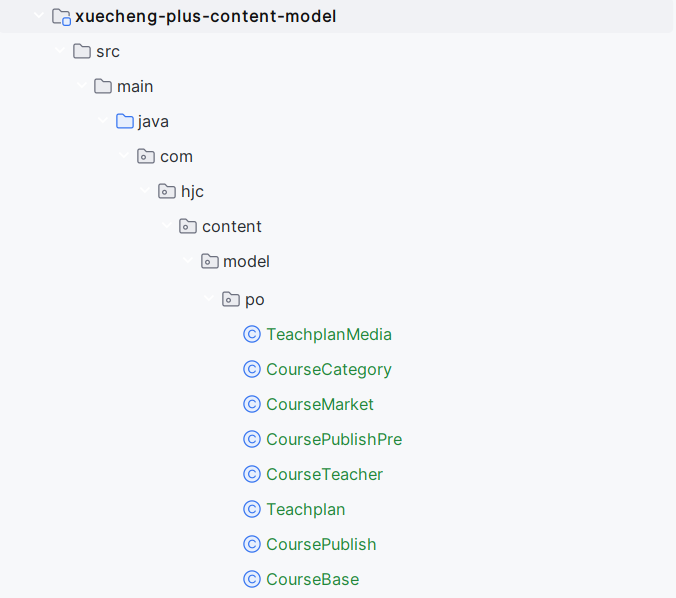 xuecheng-plus-content-model
src
main
java
com
hjc
content
model
po
TeachplanMedia
CourseCategory
CourseMarket
CoursePublishPre
CourseTeacher
Teachplan
CoursePublish
CourseBase